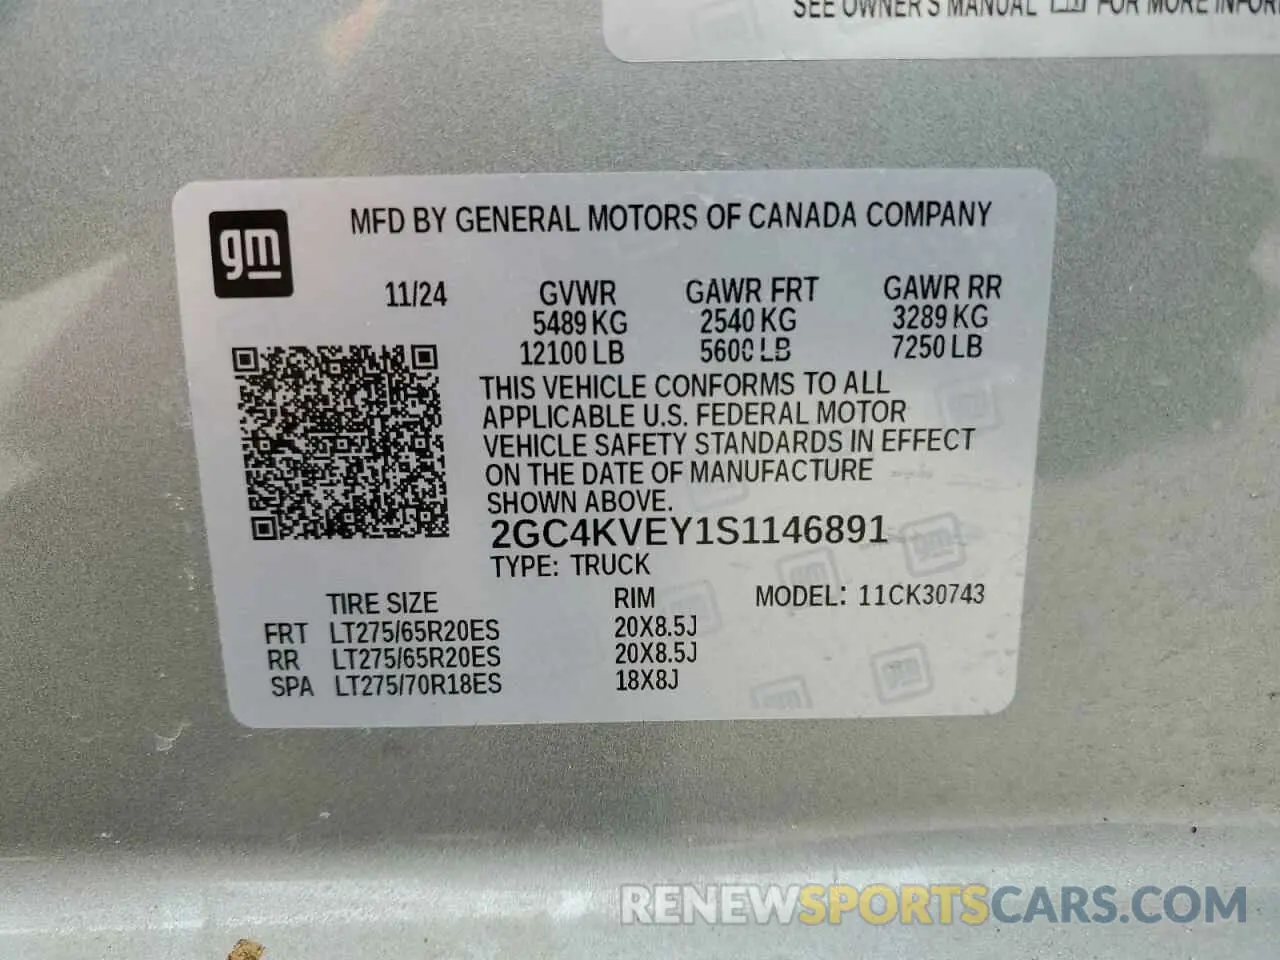 SEE OWNER'S MANUAL FOR MORE
gm
MFD BY GENERAL MOTORS OF CANADA COMPANY
11/24 GVWR GAWR FRT GAWR RR
5489 KG 2540 KG 3289 KG
12100 LB 5600 LB 7250 LB
THIS VEHICLE CONFORMS TO ALL
APPLICABLE U.S. FEDERAL MOTOR
VEHICLE SAFETY STANDARDS IN EFFECT
ON THE DATE OF MANUFACTURE
SHOWN ABOVE.
2GC4KVEY1S1146891
TYPE: TRUCK
TIRE SIZE RIM MODEL: 11CK30743
FRT LT275/65R20ES 20X8.5J
RR LT275/65R20ES 20X8.5J
SPA LT275/70R18ES 18X8J
RENEWSPORTSCARS.COM